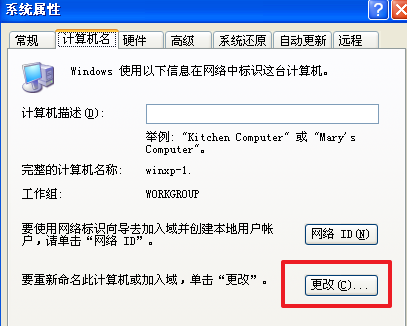 系统属性
常规 计算机名 硬件 高级 系统还原 自动更新 远程
Windows 使用以下信息在网络中标识这台计算机。
计算机描述(D):
举例: "Kitchen Computer" 或 "Mary's
Computer"。
完整的计算机名称: winxp-1.
工作组: WORKGROUP
要使用网络标识向导去加入域并创建本地用户帐
户，请单击“网络 ID”。
网络 ID(N)
要重新命名此计算机或加入域，单击“更改”。
更改(C)...